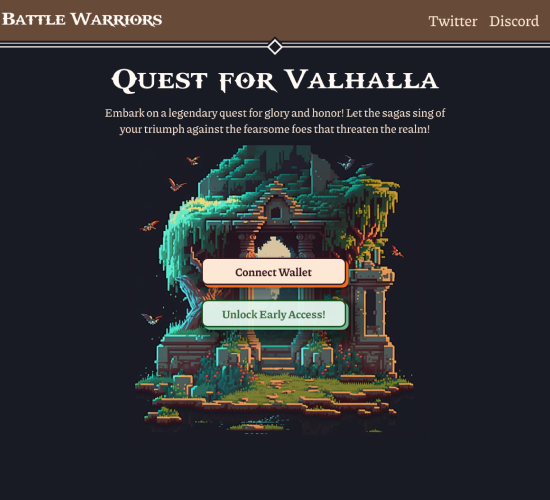 Battle Warriors
Twitter Discord
Quest for Valhalla
Embark on a legendary quest for glory and honor! Let the sagas sing of
your triumph against the fearsome foes that threaten the realm!
Connect Wallet
Unlock Early Access!